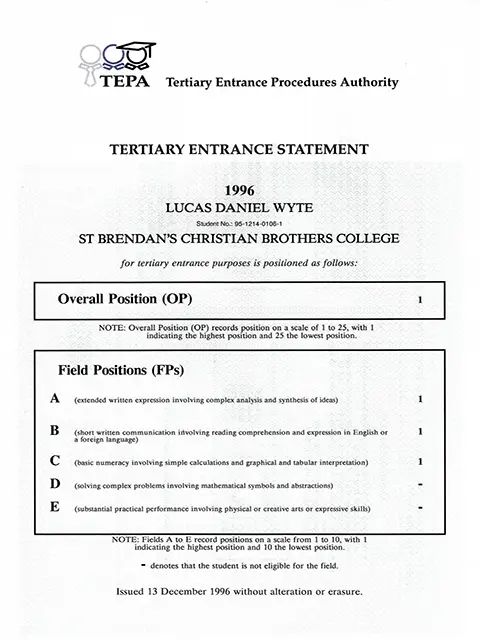 TEPA Tertiary Entrance Procedures Authority
TERTIARY ENTRANCE STATEMENT
1996
LUCAS DANIEL WYTE
Student No.: 95-1214-0106-1
ST BRENDAN'S CHRISTIAN BROTHERS COLLEGE
for tertiary entrance purposes is positioned as follows:
Overall Position (OP) 1
NOTE: Overall Position (OP) records position on a scale of 1 to 25, with 1
indicating the highest position and 25 the lowest position.
Field Positions (FPs)
A (extended written expression involving complex analysis and synthesis of ideas) 1
B (short written communication involving reading comprehension and expression in English or 1
a foreign language)
C (basic numeracy involving simple calculations and graphical and tabular interpretation) 1
D (solving complex problems involving mathematical symbols and abstractions) -
E (substantial practical performance involving physical or creative arts or expressive skills) -
NOTE: Fields A to E record positions on a scale from 1 to 10, with 1
indicating the highest position and 10 the lowest position.
- denotes that the student is not eligible for the field.
Issued 13 December 1996 without alteration or erasure.